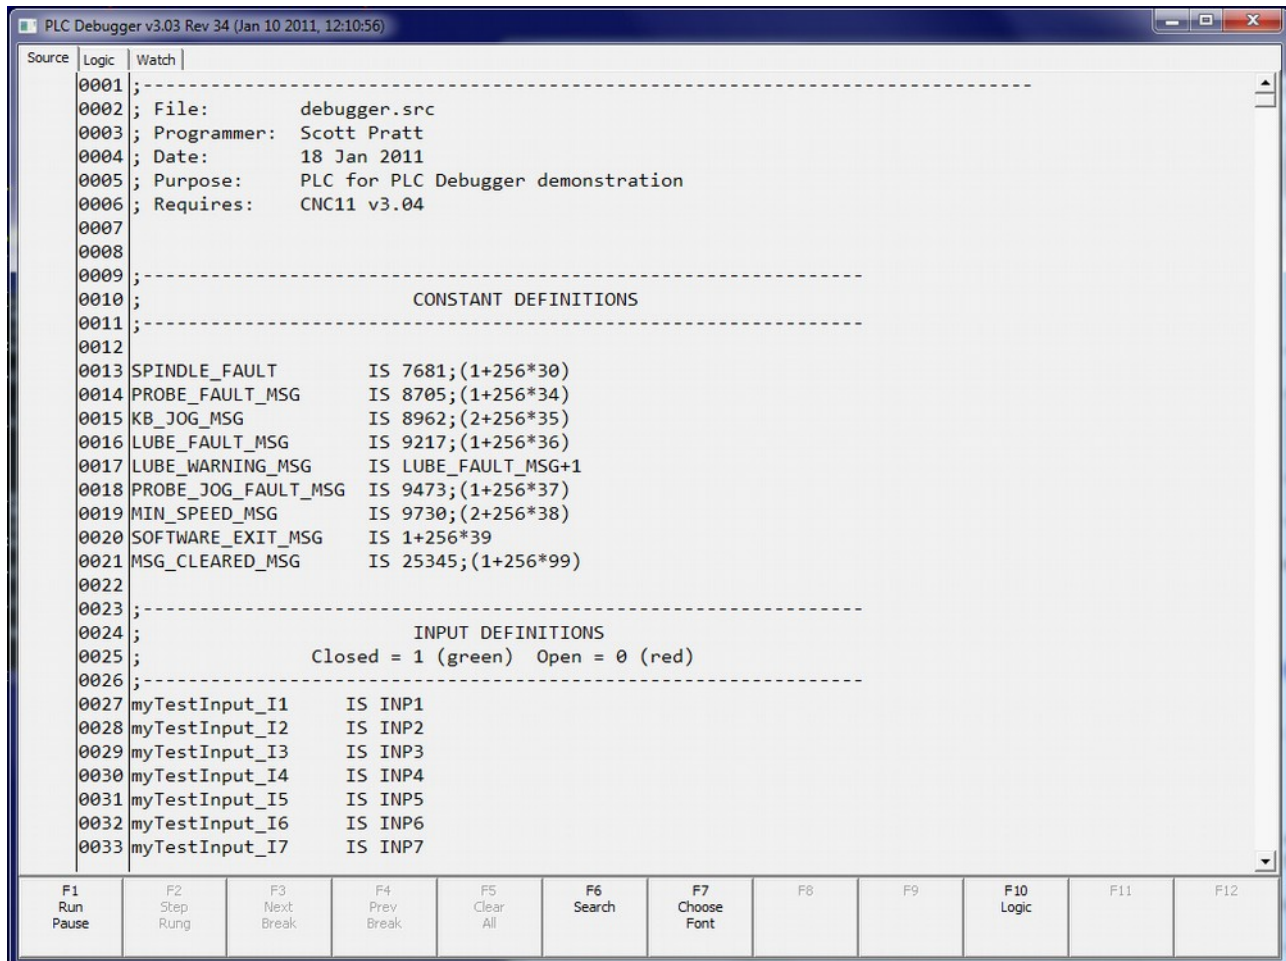 PLC Debugger v3.03 Rev 34 (Jan 10 2011, 12:10:56)
Source Logic Watch
0001 ;-------------------------------------------------------------------------------
0002 ; File: debugger.src
0003 ; Programmer: Scott Pratt
0004 ; Date: 18 Jan 2011
0005 ; Purpose: PLC for PLC Debugger demonstration
0006 ; Requires: CNC11 v3.04
0007
0008
0009 ;----------------------------------------------------------------
0010 ; CONSTANT DEFINITIONS
0011 ;----------------------------------------------------------------
0012
0013 SPINDLE_FAULT IS 7681;(1+256*30)
0014 PROBE_FAULT_MSG IS 8705;(1+256*34)
0015 KB_JOG_MSG IS 8962;(2+256*35)
0016 LUBE_FAULT_MSG IS 9217;(1+256*36)
0017 LUBE_WARNING_MSG IS LUBE_FAULT_MSG+1
0018 PROBE_JOG_FAULT_MSG IS 9473;(1+256*37)
0019 MIN_SPEED_MSG IS 9730;(2+256*38)
0020 SOFTWARE_EXIT_MSG IS 1+256*39
0021 MSG_CLEARED_MSG IS 25345;(1+256*99)
0022
0023 ;----------------------------------------------------------------
0024 ; INPUT DEFINITIONS
0025 ; Closed = 1 (green) Open = 0 (red)
0026 ;----------------------------------------------------------------
0027 myTestInput_I1 IS INP1
0028 myTestInput_I2 IS INP2
0029 myTestInput_I3 IS INP3
0030 myTestInput_I4 IS INP4
0031 myTestInput_I5 IS INP5
0032 myTestInput_I6 IS INP6
0033 myTestInput_I7 IS INP7
F1 F2 F3 F4 F5 F6 F7 F8 F9 F10 F11 F12
Run Step Next Prev Clear Search Choose Logic
Pause Rung Break Break All Font